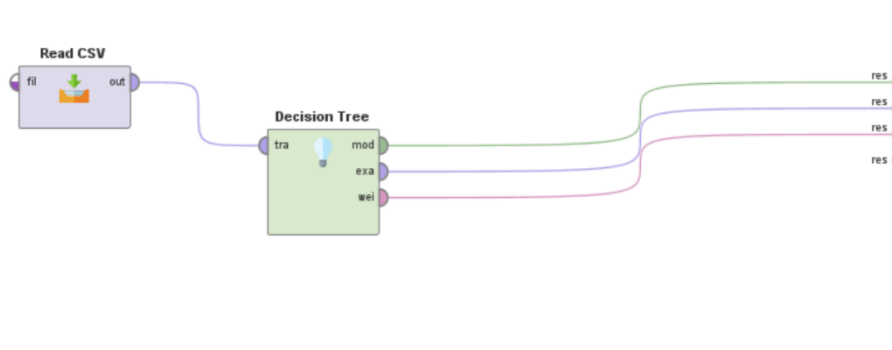 Read CSV
fil out
Decision Tree
tra mod
exa
wei
res
res
res
res